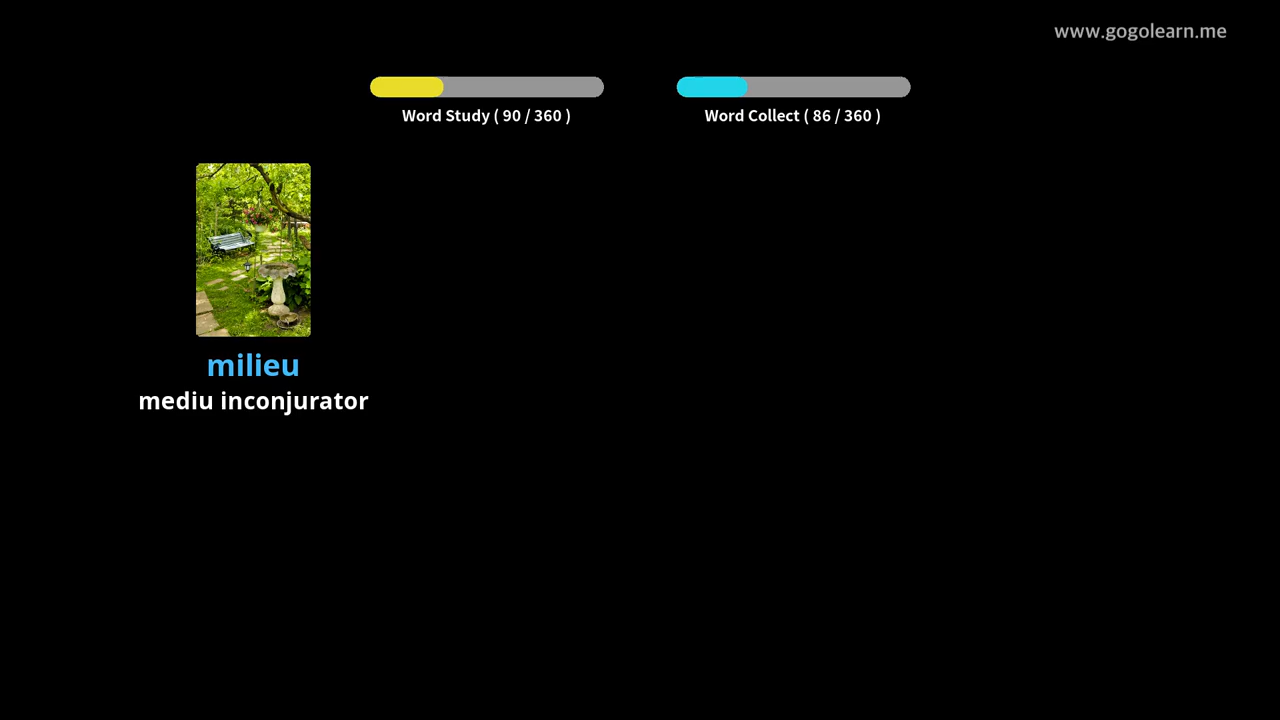 www.gogolearn.me
Word Study ( 90 / 360 )
Word Collect ( 86 / 360 )
milieu
mediu inconjurator